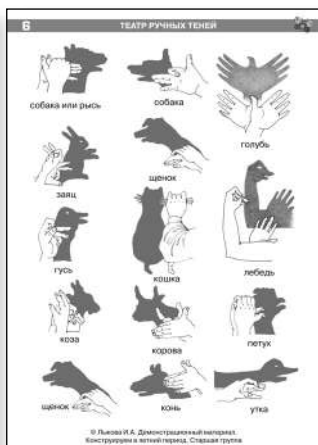 6
ТЕАТР РУЧНЫХ ТЕНЕЙ
собака или рысь
собака
голубь
заяц
щенок
гусь
кошка
лебедь
коза
корова
петух
щенок
конь
утка
© Лыкова И.А. Демонстрационный материал.
Конструируем в летний период. Старшая группа